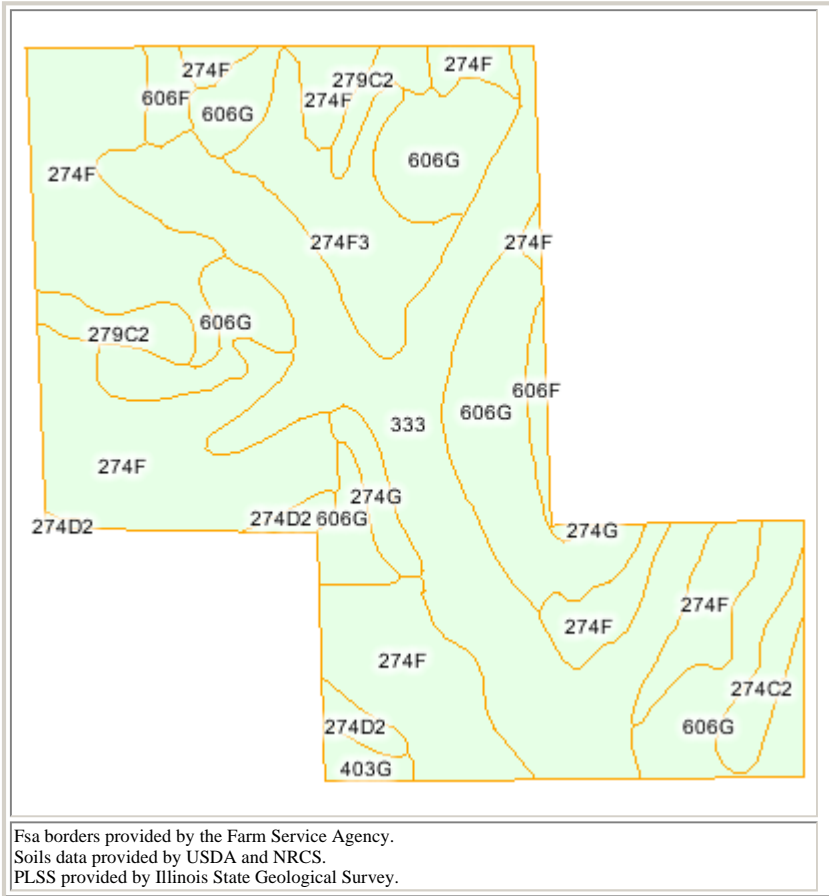 274F
279C2
274F
606F
274F
606G
606G
274F
274F3
274F
606G
279C2
606F
606G
333
274F
274G
274D2
274D2 606G
274G
274F
274F
274F
274C2
274D2
606G
403G
Fsa borders provided by the Farm Service Agency.
Soils data provided by USDA and NRCS.
PLSS provided by Illinois State Geological Survey.